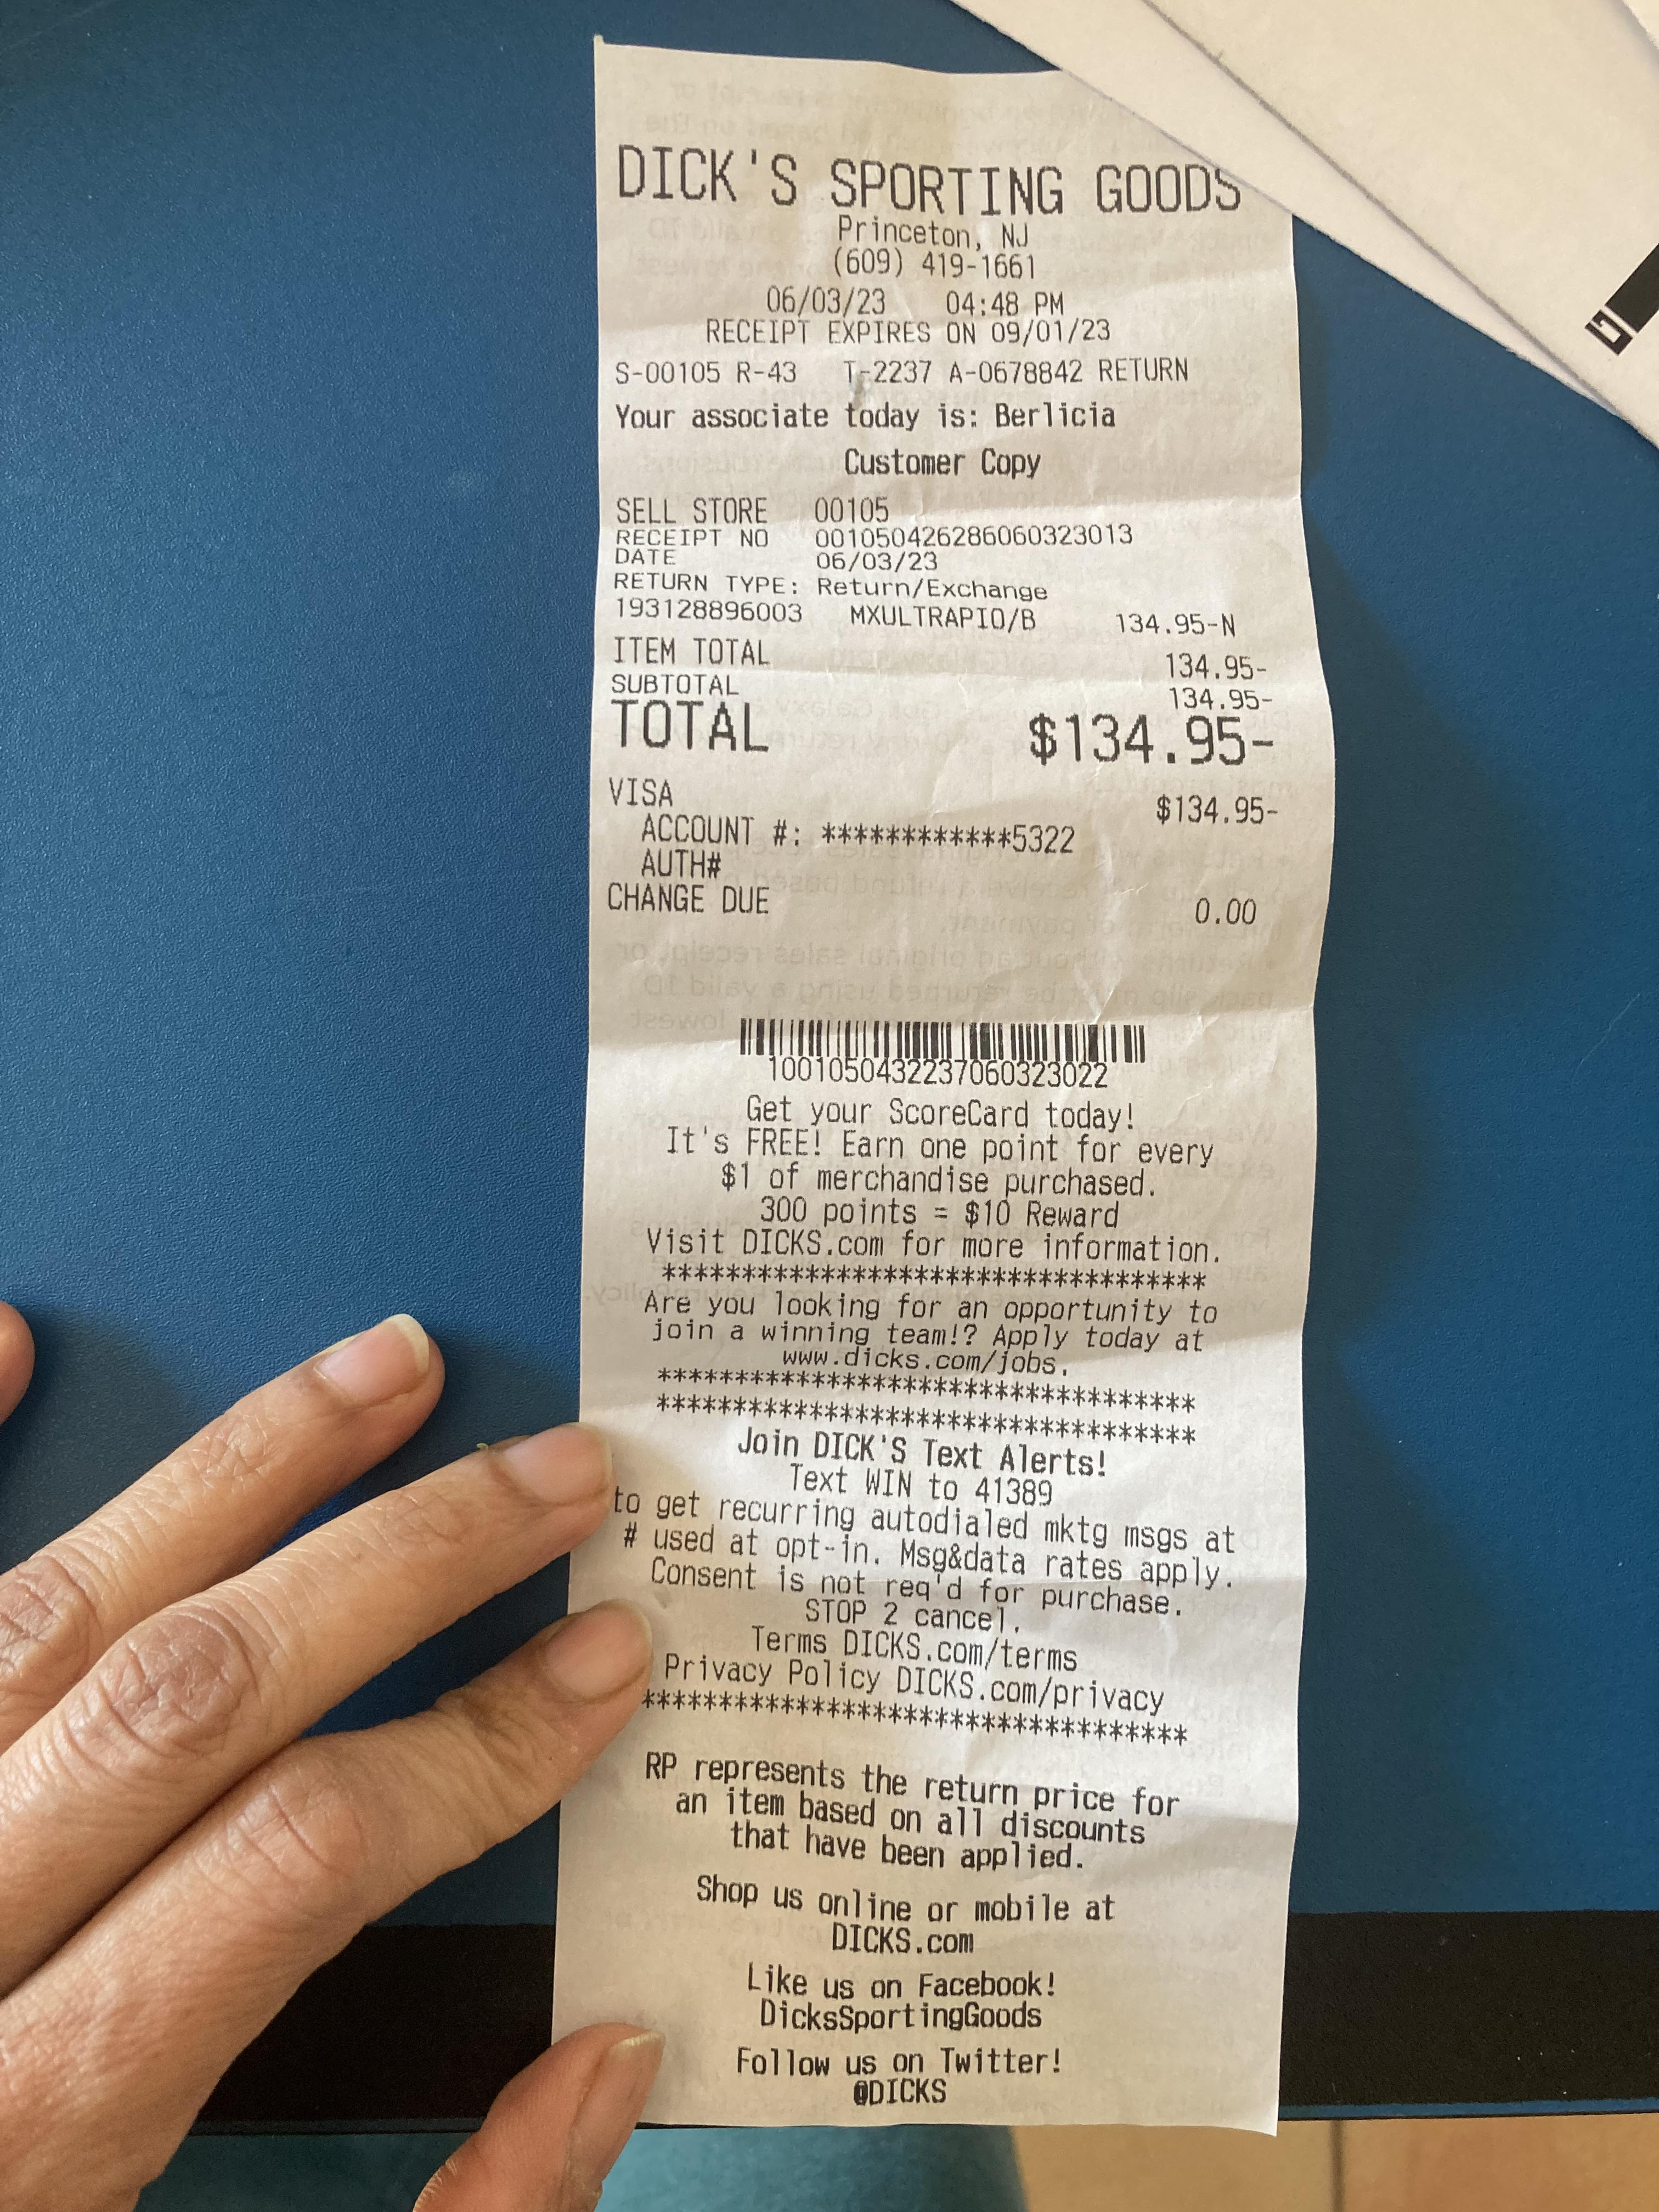 DICK'S SPORTING GOODS
Princeton, NJ
(609) 419-1661
06/03/23 04:48 PM
RECEIPT EXPIRES ON 09/01/23
S-00105 R-43 T-2237 A-0678842 RETURN
Your associate today is: Berlicia
Customer Copy
SELL STORE 00105
RECEIPT NO 001050426286060323013
DATE 06/03/23
RETURN TYPE: Return/Exchange
193128896003 MXULTRAPIO/B 134.95-N
ITEM TOTAL 134.95-
SUBTOTAL 134.95-
TOTAL $134.95-
VISA $134.95-
ACCOUNT #: ************5322
AUTH#
CHANGE DUE 0.00
1001050432237060323022
Get your ScoreCard today!
It's FREE! Earn one point for every
$1 of merchandise purchased.
300 points = $10 Reward
Visit DICKS.com for more information.
***********************************
Are you looking for an opportunity to
join a winning team!? Apply today at
www.dicks.com/jobs.
***********************************
***********************************
Join DICK'S Text Alerts!
Text WIN to 41389
to get recurring autodialed mktg msgs at
# used at opt-in. Msg&data rates apply.
Consent is not req'd for purchase.
STOP 2 cancel.
Terms DICKS.com/terms
Privacy Policy DICKS.com/privacy
***********************************
RP represents the return price for
an item based on all discounts
that have been applied.
Shop us online or mobile at
DICKS.com
Like us on Facebook!
DicksSportingGoods
Follow us on Twitter!
@DICKS